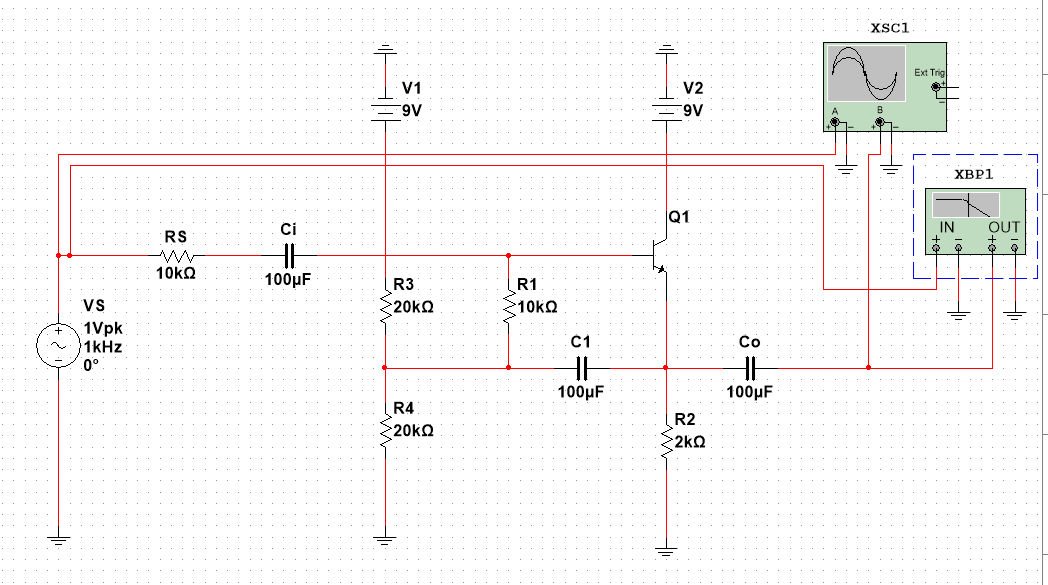 XSC1
Ext Trig
+
−
A
B
+ −
+ −
V1
9V
V2
9V
XBP1
IN OUT
+ − + −
Q1
RS
10kΩ
Ci
100µF
R3
20kΩ
R1
10kΩ
VS
1Vpk
1kHz
0°
C1
100µF
Co
100µF
R4
20kΩ
R2
2kΩ